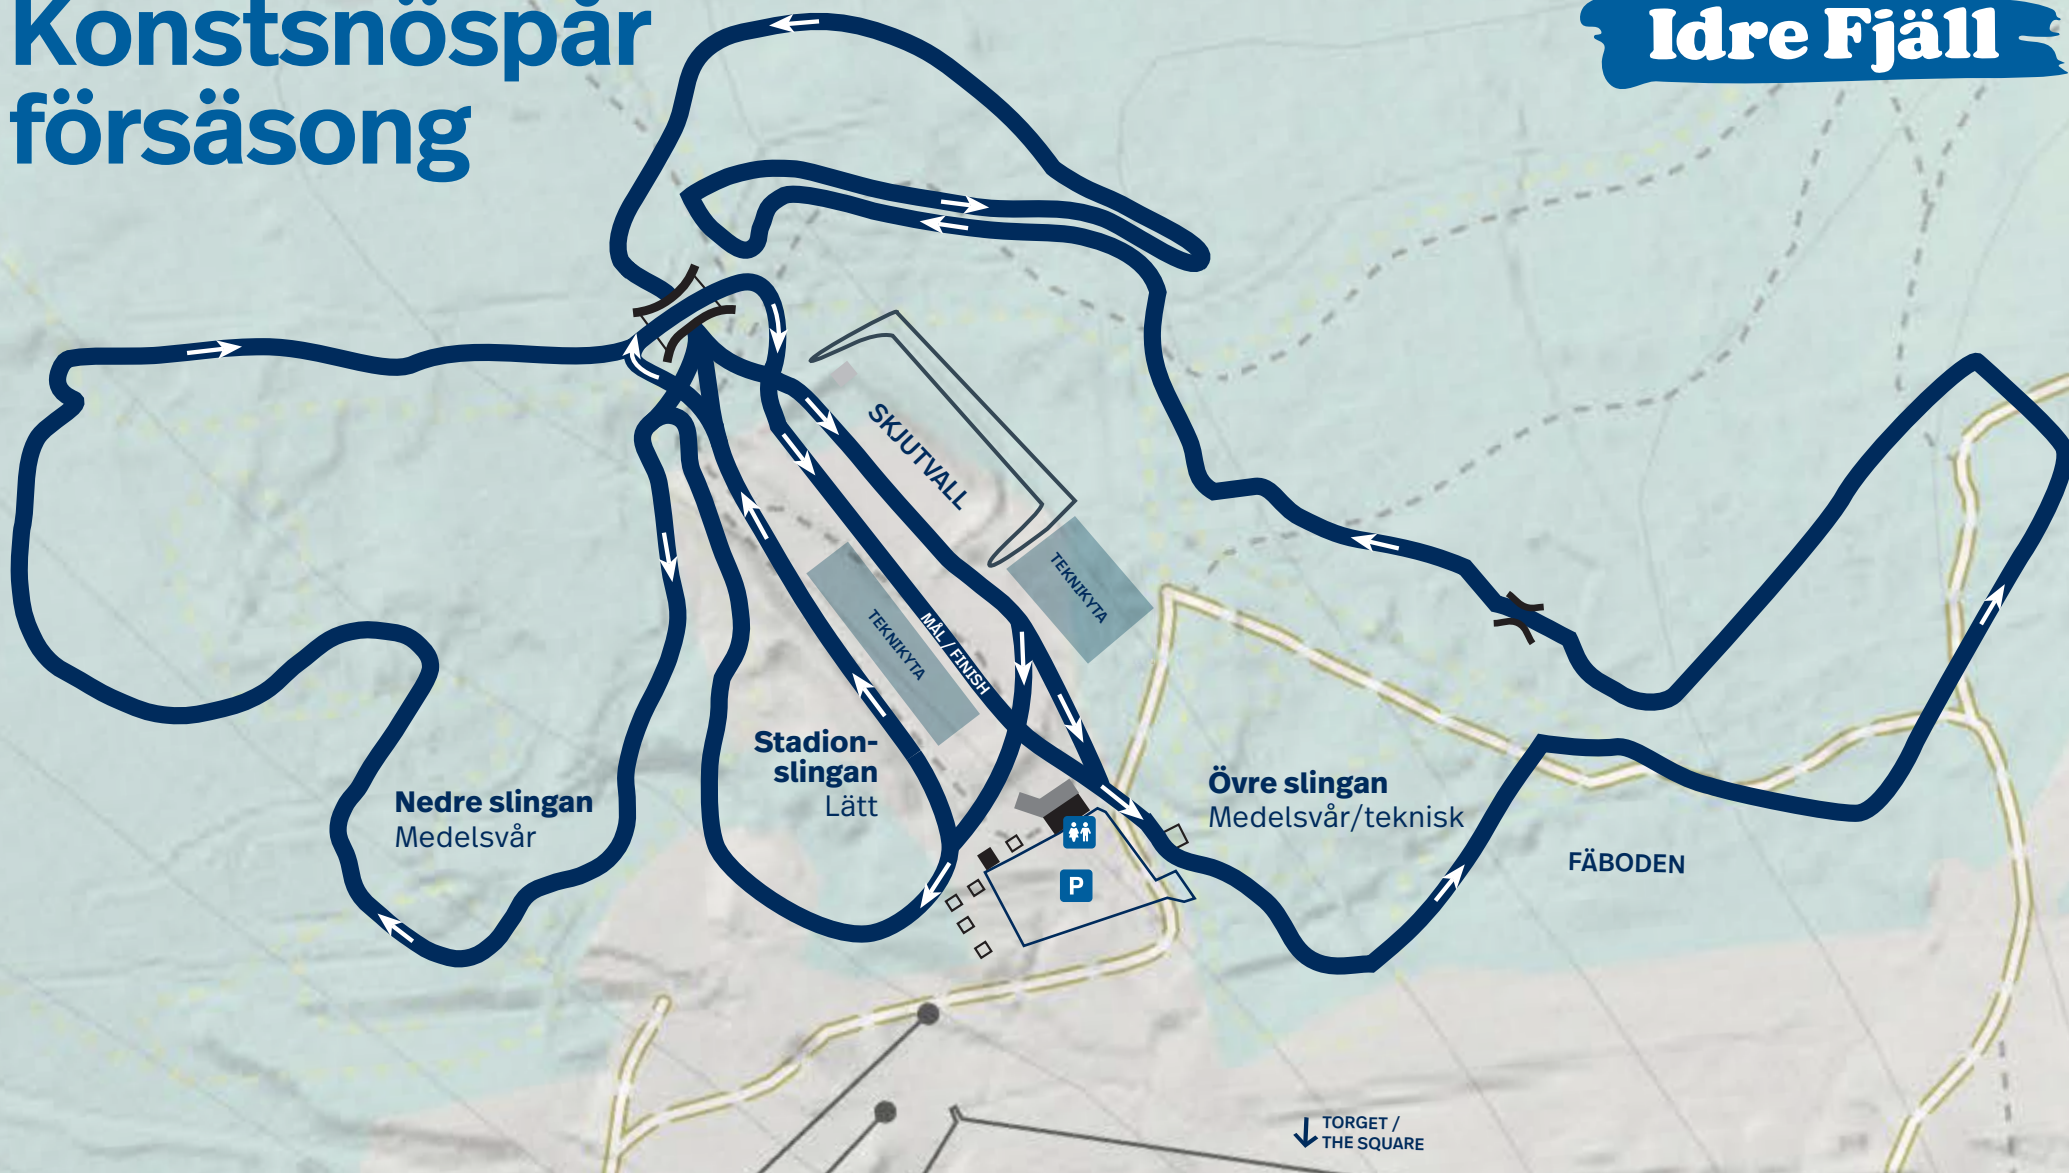 Konstsnöspår
försäsong
Idre Fjäll
SKJUTVALL
TEKNIKYTA
TEKNIKYTA
MÅL / FINISH
Stadion-
slingan
Lätt
Nedre slingan
Medelsvår
Övre slingan
Medelsvår/teknisk
FÄBODEN
P
TORGET /
THE SQUARE